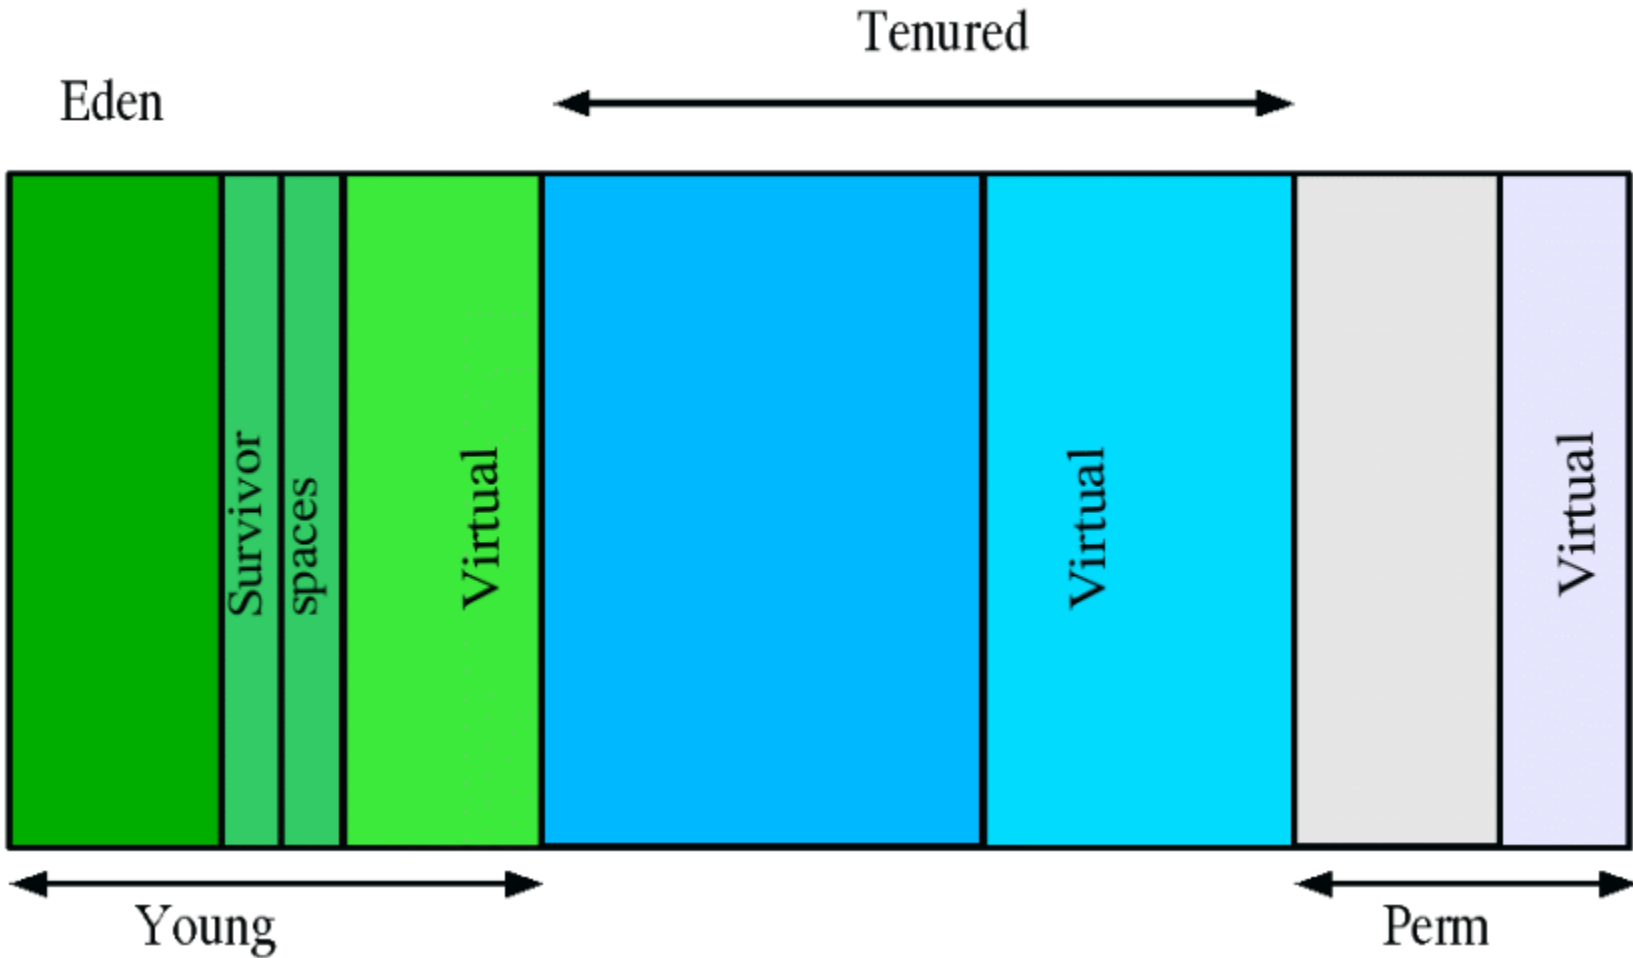 Tenured
Eden
Survivor
spaces
Virtual
Virtual
Virtual
Young
Perm